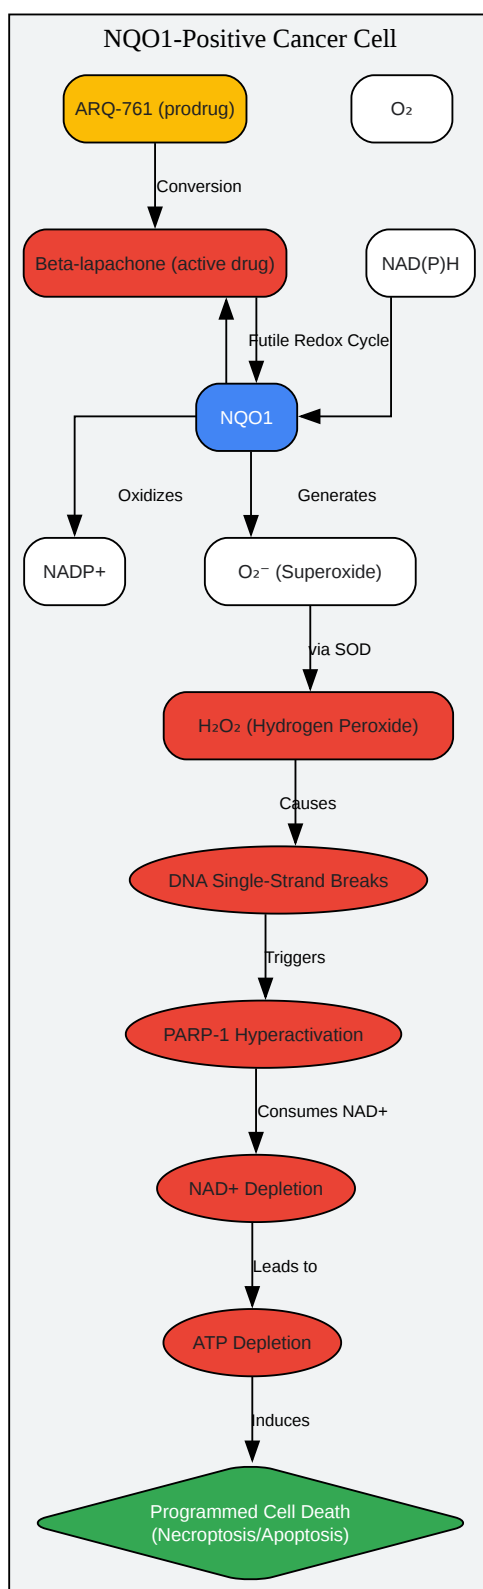 NQO1-Positive Cancer Cell
ARQ-761 (prodrug)
O₂
Conversion
Beta-lapachone (active drug)
NAD(P)H
Futile Redox Cycle
NQO1
Oxidizes
Generates
NADP+
O₂⁻ (Superoxide)
via SOD
H₂O₂ (Hydrogen Peroxide)
Causes
DNA Single-Strand Breaks
Triggers
PARP-1 Hyperactivation
Consumes NAD+
NAD+ Depletion
Leads to
ATP Depletion
Induces
Programmed Cell Death
(Necroptosis/Apoptosis)